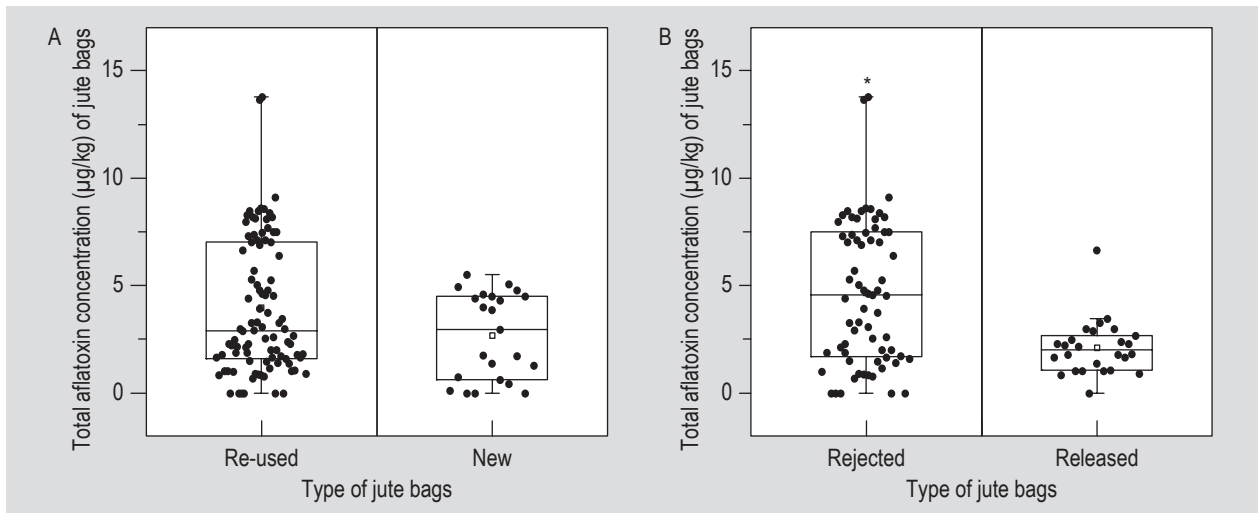 A
Total aflatoxin concentration (µg/kg) of jute bags
15
10
5
0
Re-used
New
Type of jute bags
B
Total aflatoxin concentration (µg/kg) of jute bags
15
10
5
0
*
Rejected
Released
Type of jute bags